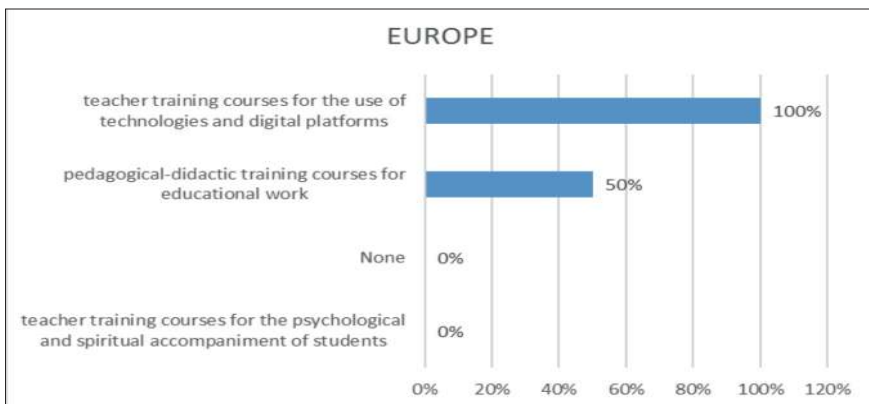 EUROPE
teacher training courses for the use of
technologies and digital platforms
100%
pedagogical-didactic training courses for
educational work
50%
None
0%
teacher training courses for the psychological
and spiritual accompaniment of students
0%
0% 20% 40% 60% 80% 100% 120%